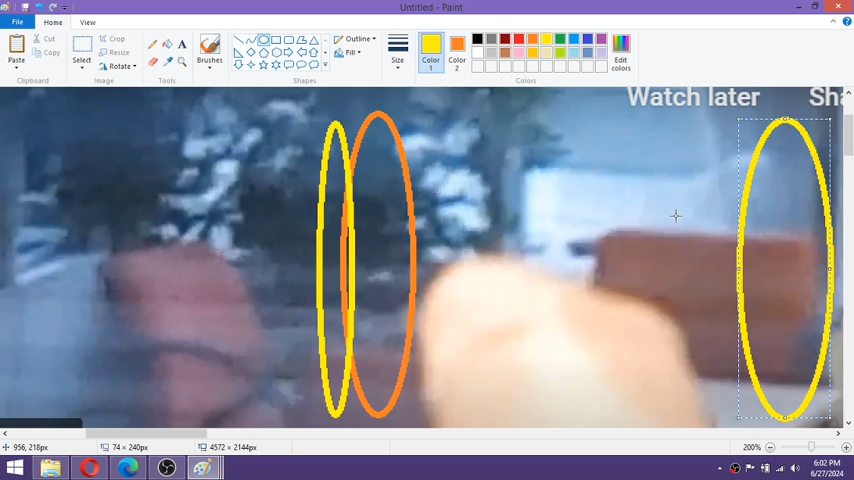 Untitled - Paint
File
Home
View
Paste
Cut
Copy
Clipboard
Select
Crop
Resize
Rotate
Image
A
Tools
Brushes
Outline
Fill
Shapes
Size
Color
1
Color
2
Edit
colors
Colors
Watch later
Sha
956, 218px
74 × 240px
4572 × 2144px
200%
6:02 PM
6/27/2024